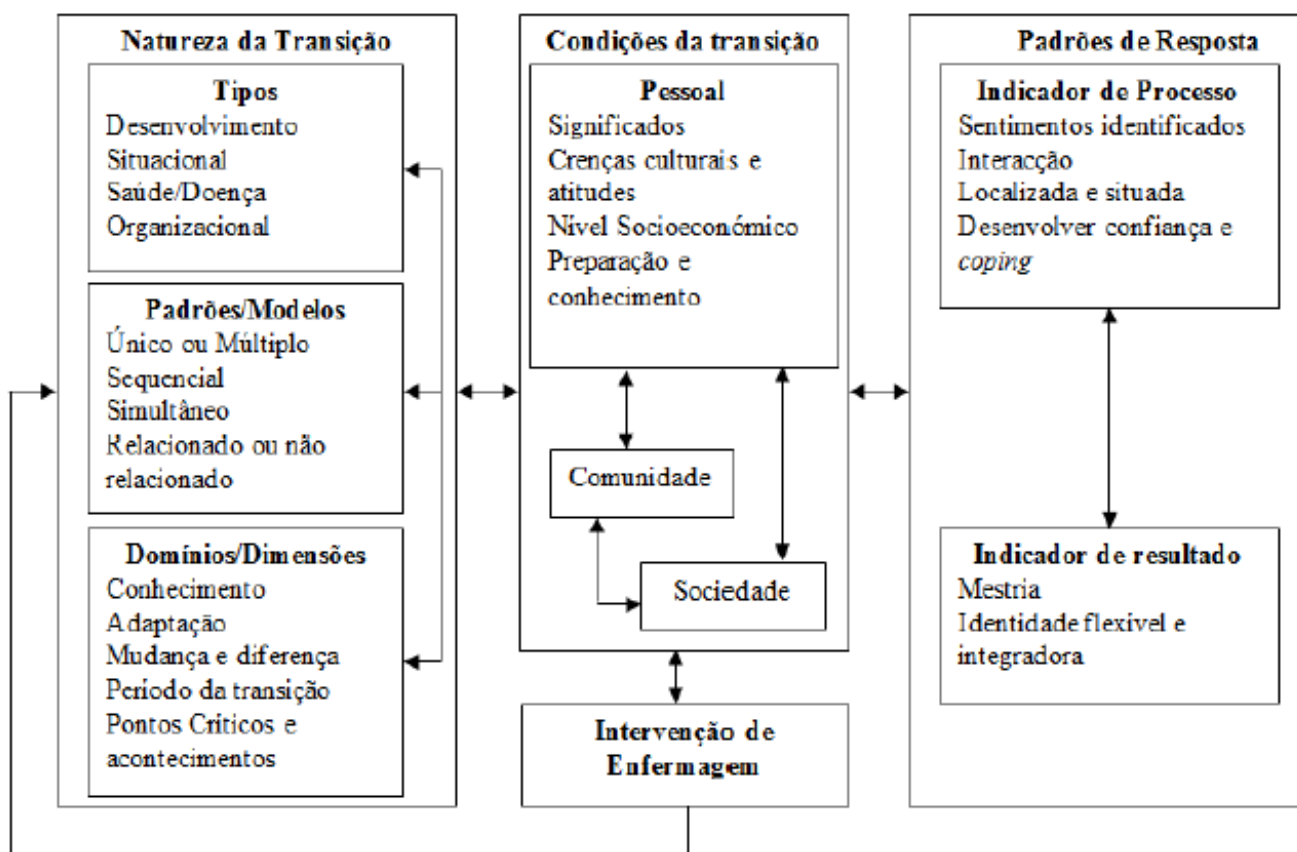 Natureza da Transição
Tipos
Desenvolvimento
Situacional
Saúde/Doença
Organizacional
Padrões/Modelos
Único ou Múltiplo
Sequencial
Simultâneo
Relacionado ou não
relacionado
Domínios/Dimensões
Conhecimento
Adaptação
Mudança e diferença
Período da transição
Pontos Críticos e
acontecimentos
Condições da transição
Pessoal
Significados
Crenças culturais e
atitudes
Nível Socioeconómico
Preparação e
conhecimento
Comunidade
Sociedade
Intervenção de
Enfermagem
Padrões de Resposta
Indicador de Processo
Sentimentos identificados
Interacção
Localizada e situada
Desenvolver confiança e
coping
Indicador de resultado
Mestria
Identidade flexível e
integradora